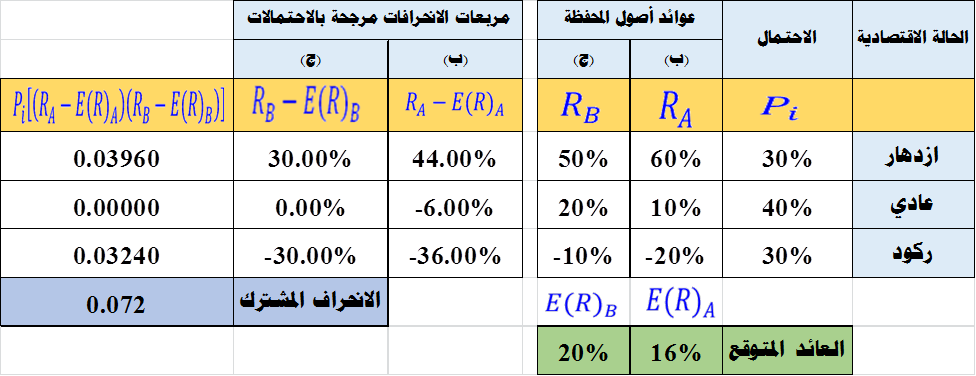 الحالة الاقتصادية الاحتمال عوائد أصول المحفظة مربعات الانحرافات مرجحة بالاحتمالات
(ب) (ج) (ب) (ج)
P_i R_A R_B R_A − E(R)_A R_B − E(R)_B P_i[(R_A − E(R)_A)(R_B − E(R)_B)]
ازدهار 30% 60% 50% 44.00% 30.00% 0.03960
عادي 40% 10% 20% -6.00% 0.00% 0.00000
ركود 30% -20% -10% -36.00% -30.00% 0.03240
E(R)_A E(R)_B الانحراف المشترك 0.072
العائد المتوقع 16% 20%